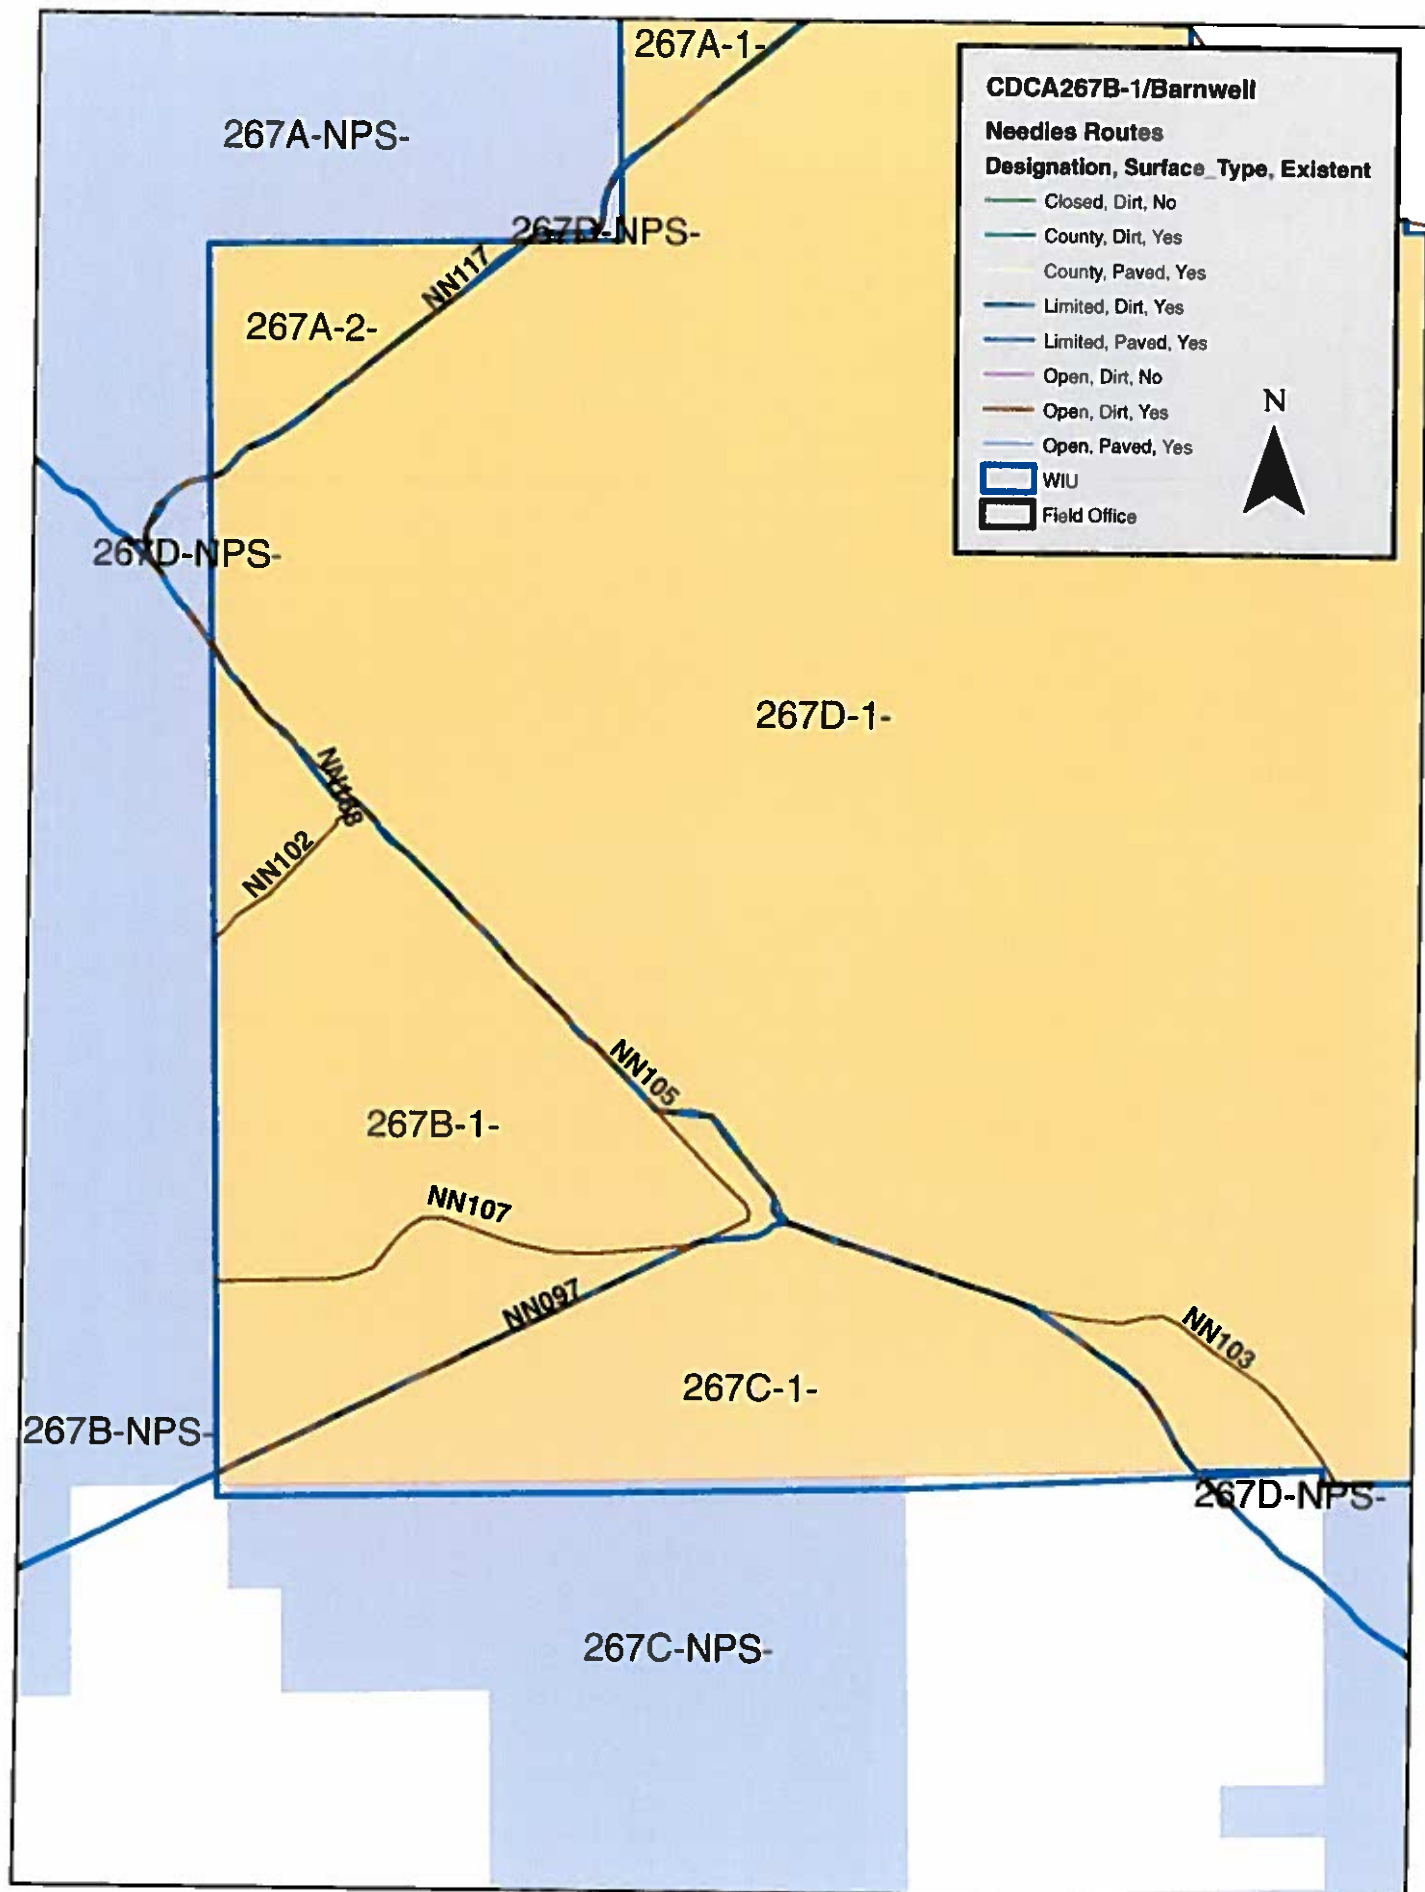 267A-1-
CDCA267B-1/Barnwell
Needles Routes
Designation, Surface_Type, Existent
Closed, Dirt, No
County, Dirt, Yes
County, Paved, Yes
Limited, Dirt, Yes
Limited, Paved, Yes
Open, Dirt, No
Open, Dirt, Yes
Open, Paved, Yes
WIU
Field Office
N
267A-NPS-
267D-NPS-
NN117
267A-2-
267D-NPS-
267D-1-
NN102
NN105
267B-1-
NN107
NN097
NN103
267C-1-
267B-NPS-
267D-NPS-
267C-NPS-